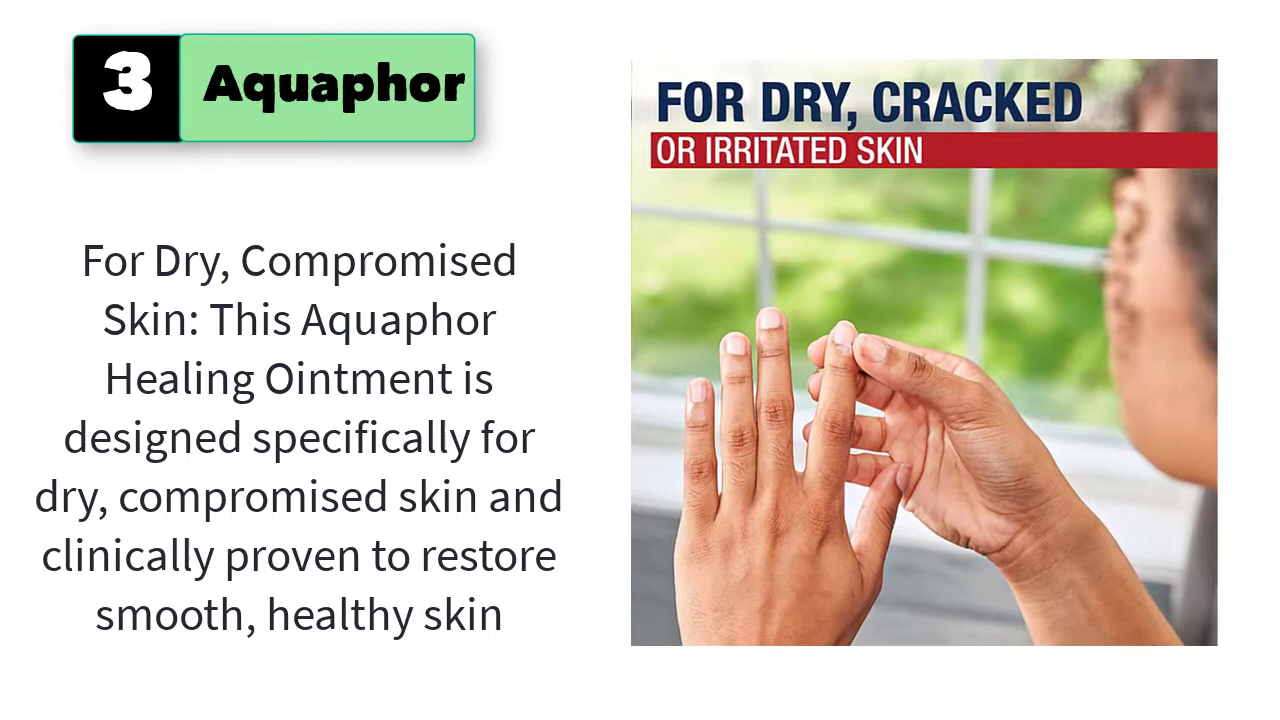 3 Aquaphor
For Dry, Compromised
Skin: This Aquaphor
Healing Ointment is
designed specifically for
dry, compromised skin and
clinically proven to restore
smooth, healthy skin
FOR DRY, CRACKED
OR IRRITATED SKIN